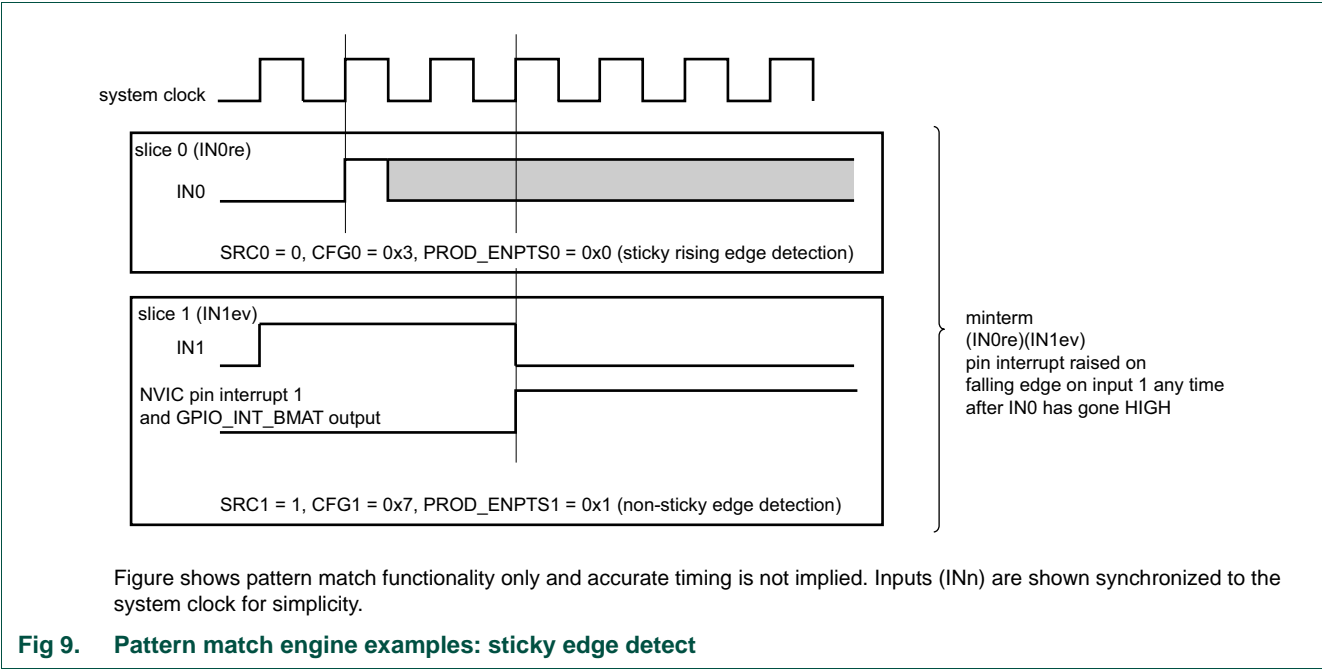 system clock
slice 0 (IN0re)
IN0
SRC0 = 0, CFG0 = 0x3, PROD_ENPTS0 = 0x0 (sticky rising edge detection)
slice 1 (IN1ev)
IN1
NVIC pin interrupt 1
and GPIO_INT_BMAT output
SRC1 = 1, CFG1 = 0x7, PROD_ENPTS1 = 0x1 (non-sticky edge detection)
minterm
(IN0re)(IN1ev)
pin interrupt raised on
falling edge on input 1 any time
after IN0 has gone HIGH
Figure shows pattern match functionality only and accurate timing is not implied. Inputs (INn) are shown synchronized to the
system clock for simplicity.
Fig 9. Pattern match engine examples: sticky edge detect